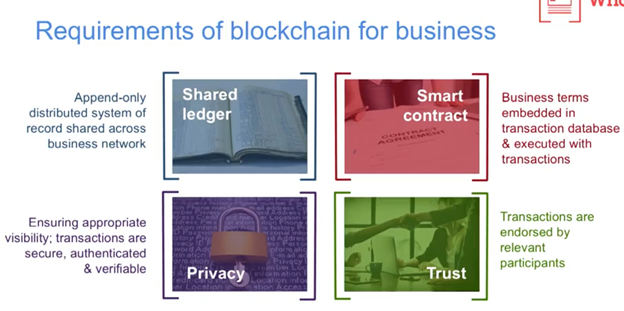 Requirements of blockchain for business
Append-only
distributed system of
record shared across
business network
Shared
ledger
Smart
contract
CONTRACT
AGREEMENT
Business terms
embedded in
transaction database
& executed with
transactions
Ensuring appropriate
visibility; transactions are
secure, authenticated
& verifiable
Privacy
Trust
Transactions are
endorsed by
relevant
participants